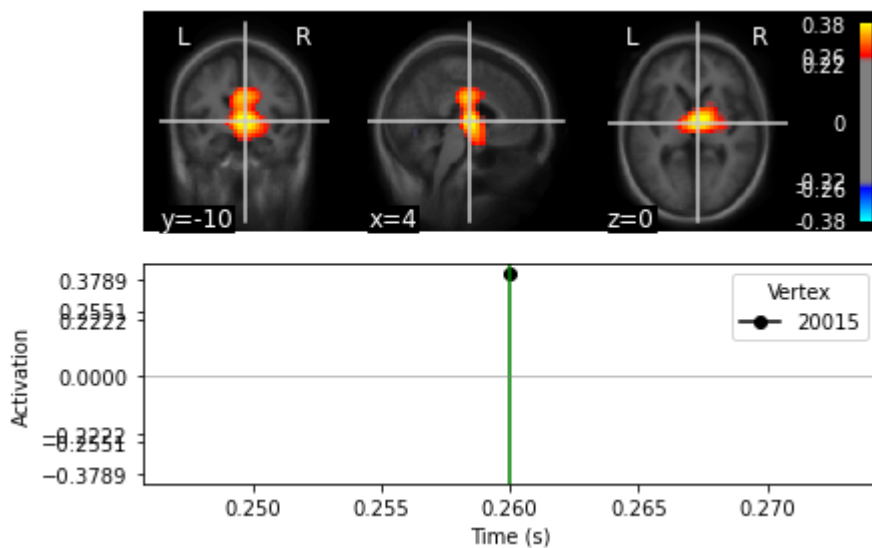 L R L R
0.38
0.26
0.22
0
-0.22
-0.26
-0.38
y=-10 x=4 z=0
0.3789
0.2551
0.2222
0.0000
−0.2222
−0.2551
−0.3789
Activation
Vertex
20015
0.250 0.255 0.260 0.265 0.270
Time (s)